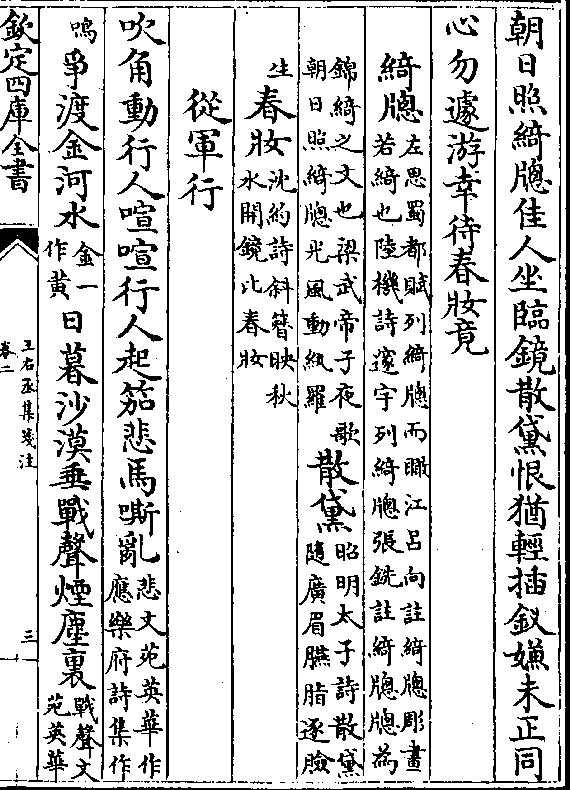 朝日照綺牎佳人坐臨鏡散黛恨猶輕插釵嫌未正同
心勿遽游幸待春妝竟
綺牎左思蜀都賦列綺牎而瞰江呂向註綺牎彫畫
若綺也陸機詩邃宇列綺牎張銑註綺牎牎為
錦綺之文也梁武帝子夜歌
朝日照綺牎光風動紈羅
散黛昭明太子詩散黛
隨廣眉臙脂逐臉
生春妝沈約詩斜簪映秋
水開鏡比春妝
從軍行
吹角動行人喧喧行人起笳悲馬嘶亂悲文苑英華作
應樂府詩集作
鳴爭渡金河水金一
作黄
日暮沙漠垂戰聲煙塵裏戰聲文
苑英華
欽定四庫全書
王右丞集箋注
卷二
三